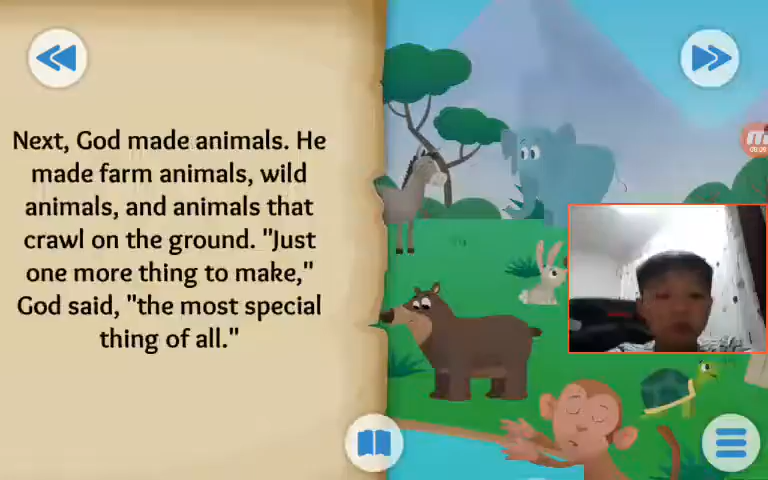 Next, God made animals. He
made farm animals, wild
animals, and animals that
crawl on the ground. "Just
one more thing to make,"
God said, "the most special
thing of all."